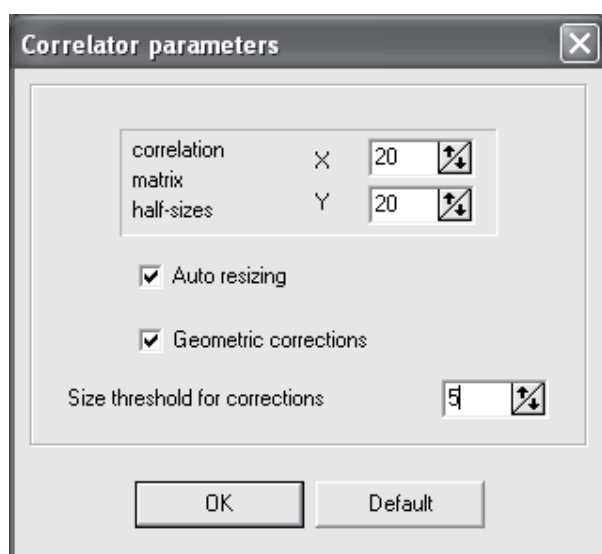 Correlator parameters
correlation
matrix
half-sizes
X 20
Y 20
Auto resizing
Geometric corrections
Size threshold for corrections 5
OK Default